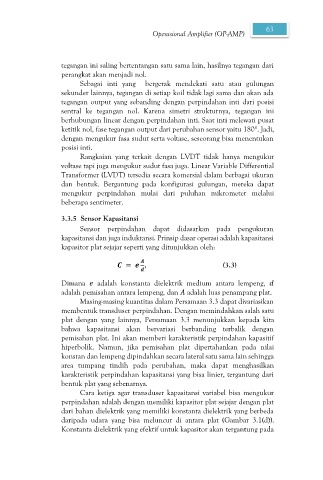 Operasional Amplifier (OP-AMP) 63
tegangan ini saling bertentangan satu sama lain, hasilnya tegangan dari
perangkat akan menjadi nol.
Sebagai inti yang bergerak mendekati satu atau gulungan
sekunder lainnya, tegangan di setiap koil tidak lagi sama dan akan ada
tegangan output yang sebanding dengan perpindahan inti dari posisi
sentral ke tegangan nol. Karena simetri strukturnya, tegangan ini
berhubungan linear dengan perpindahan inti. Saat inti melewati pusat
ketitik nol, fase tegangan output dari perubahan sensor yaitu 180°. Jadi,
dengan mengukur fasa sudut serta voltase, seseorang bisa menentukan
posisi inti.
Rangkaian yang terkait dengan LVDT tidak hanya mengukur
voltase tapi juga mengukur sudut fasa juga. Linear Variable Differential
Transformer (LVDT) tersedia secara komersial dalam berbagai ukuran
dan bentuk. Bergantung pada konfigurasi gulungan, mereka dapat
mengukur perpindahan mulai dari puluhan mikrometer melalui
beberapa sentimeter.
3.3.5 Sensor Kapasitansi
Sensor perpindahan dapat didasarkan pada pengukuran
kapasitansi dan juga induktansi. Prinsip dasar operasi adalah kapasitansi
kapasitor plat sejajar seperti yang ditunjukkan oleh:
C = e A/d, (3.3)
Dimana e adalah konstanta dielektrik medium antara lempeng, d
adalah pemisahan antara lempeng, dan A adalah luas penampang plat.
Masing-masing kuantitas dalam Persamaan 3.3 dapat divariasikan
membentuk transduser perpindahan. Dengan memindahkan salah satu
plat dengan yang lainnya, Persamaan 3.3 menunjukkan kepada kita
bahwa kapasitansi akan bervariasi berbanding terbalik dengan
pemisahan plat. Ini akan memberi karakteristik perpindahan kapasitif
hiperbolik. Namun, jika pemisahan plat dipertahankan pada nilai
konstan dan lempeng dipindahkan secara lateral satu sama lain sehingga
area tumpang tindih pada perubahan, maka dapat menghasilkan
karakteristik perpindahan kapasitansi yang bisa linier, tergantung dari
bentuk plat yang sebenarnya.
Cara ketiga agar transduser kapasitansi variabel bisa mengukur
perpindahan adalah dengan memiliki kapasitor plat sejajar dengan plat
dari bahan dielektrik yang memiliki konstanta dielektrik yang berbeda
daripada udara yang bisa meluncur di antara plat (Gambar 3.14D).
Konstanta dielektrik yang efektif untuk kapasitor akan tergantung pada